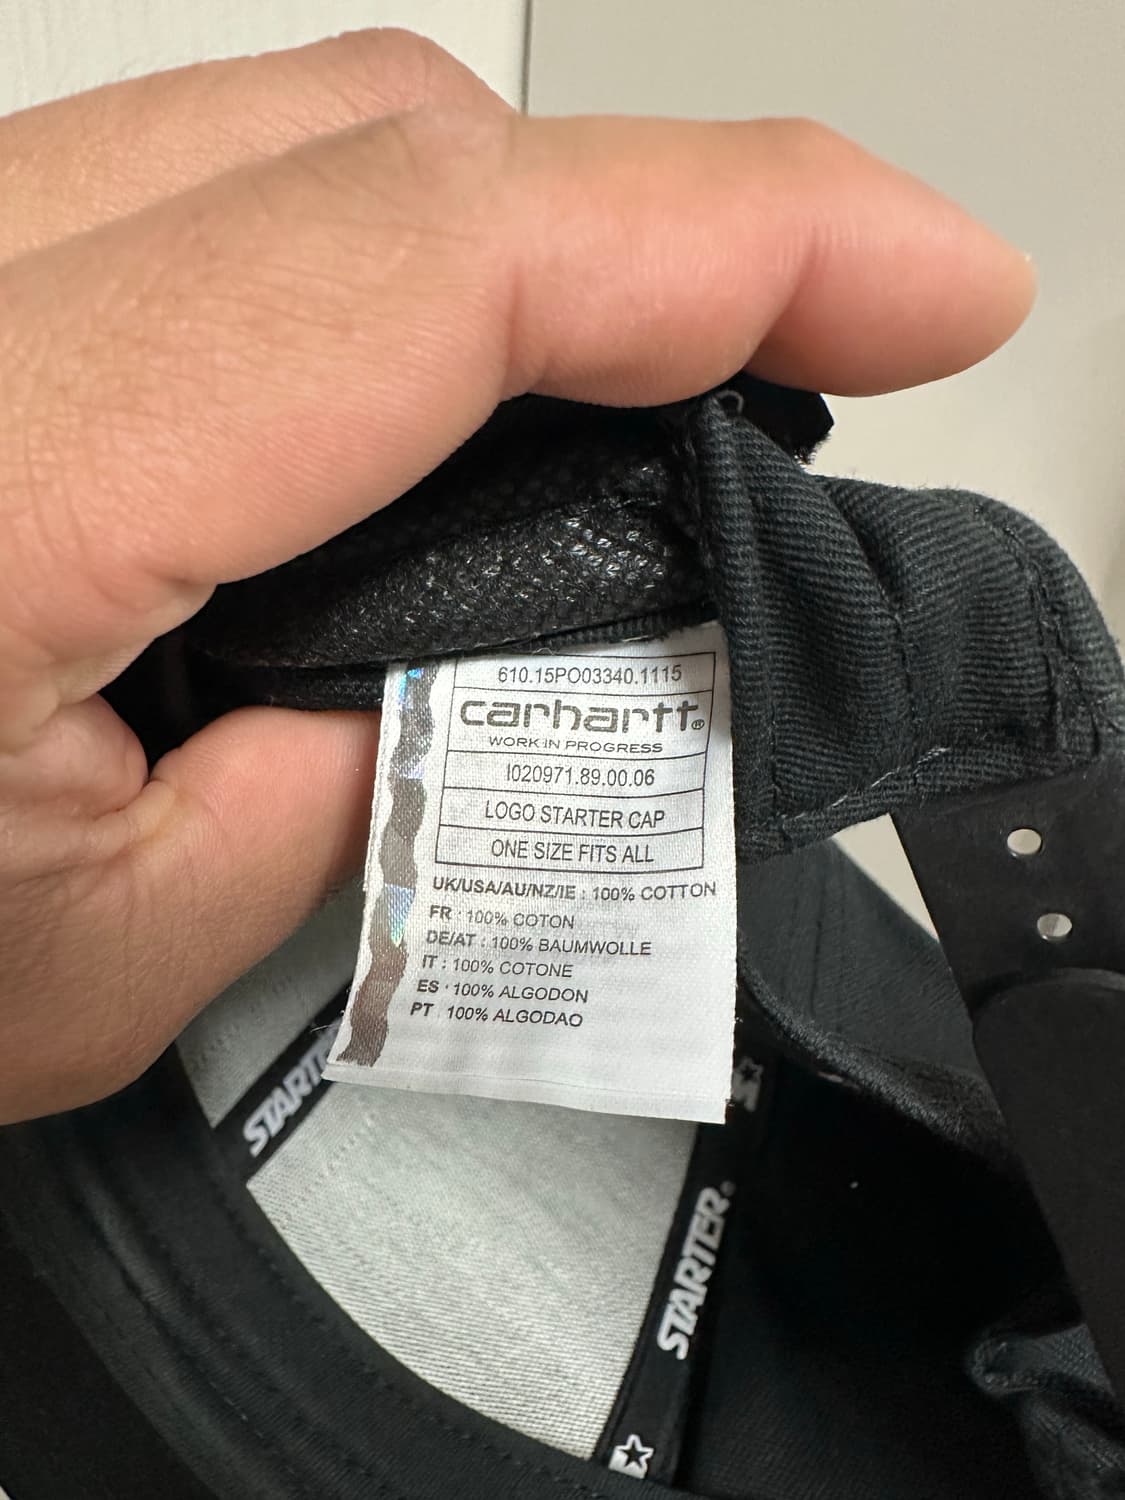 610.15PO03340.1115
carhartt®
WORK IN PROGRESS
I020971.89.00.06
LOGO STARTER CAP
ONE SIZE FITS ALL
UK/USA/AU/NZ/IE : 100% COTTON
FR : 100% COTON
DE/AT : 100% BAUMWOLLE
IT : 100% COTONE
ES : 100% ALGODON
PT : 100% ALGODAO
STARTER
STARTER®